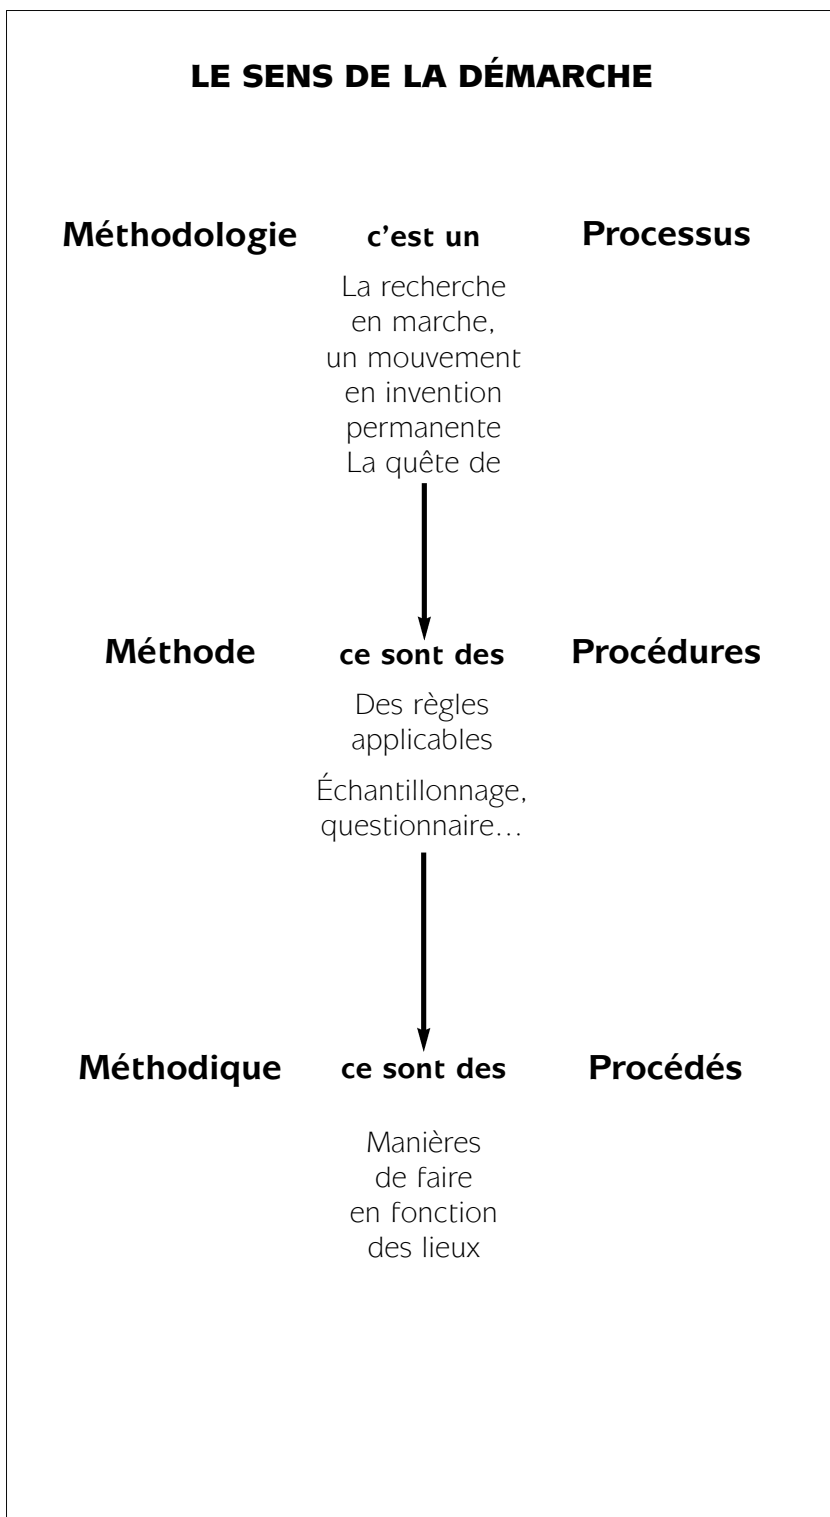 LE SENS DE LA DÉMARCHE
Méthodologie c’est un Processus
La recherche
en marche,
un mouvement
en invention
permanente
La quête de
Méthode ce sont des Procédures
Des règles
applicables
Échantillonnage,
questionnaire…
Méthodique ce sont des Procédés
Manières
de faire
en fonction
des lieux